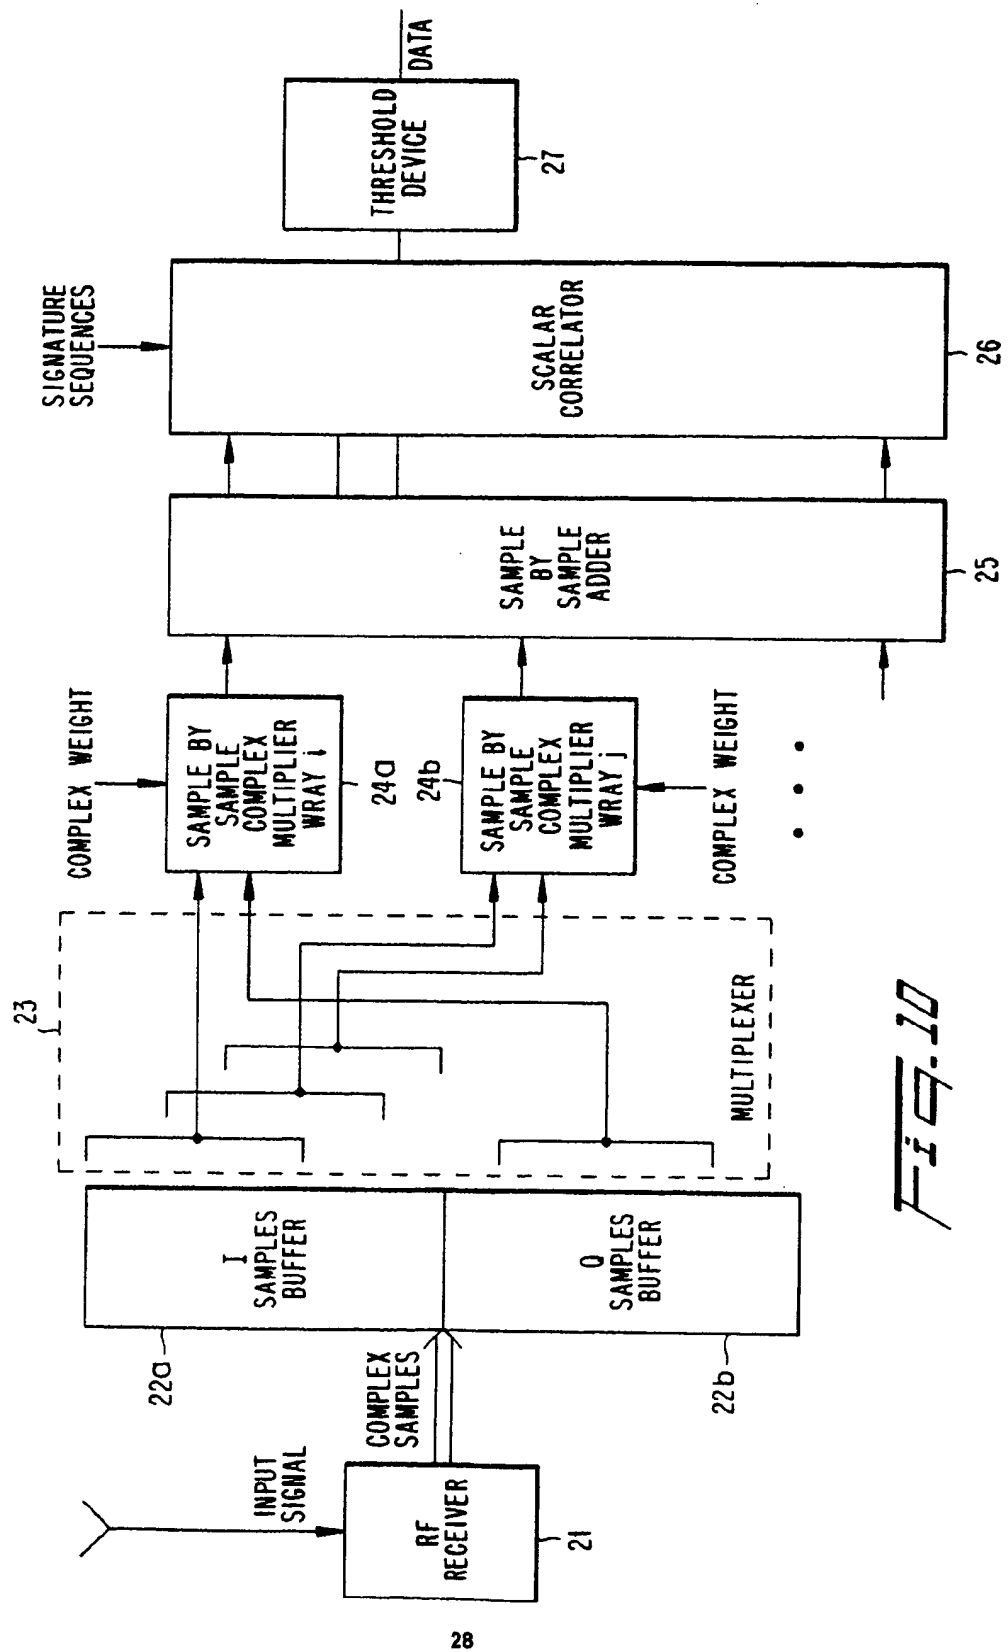 INPUT
SIGNAL
RF
RECEIVER
21
COMPLEX
SAMPLES
22a
I
SAMPLES
BUFFER
Q
SAMPLES
BUFFER
22b
23
MULTIPLEXER
COMPLEX WEIGHT
SAMPLE BY
SAMPLE
COMPLEX
MULTIPLIER
WRAY i
24a
24b
SAMPLE BY
SAMPLE
COMPLEX
MULTIPLIER
WRAY j
COMPLEX WEIGHT
SAMPLE
BY
SAMPLE
ADDER
25
SIGNATURE
SEQUENCES
SCALAR
CORRELATOR
26
THRESHOLD
DEVICE
27
DATA
Fig. 10
28